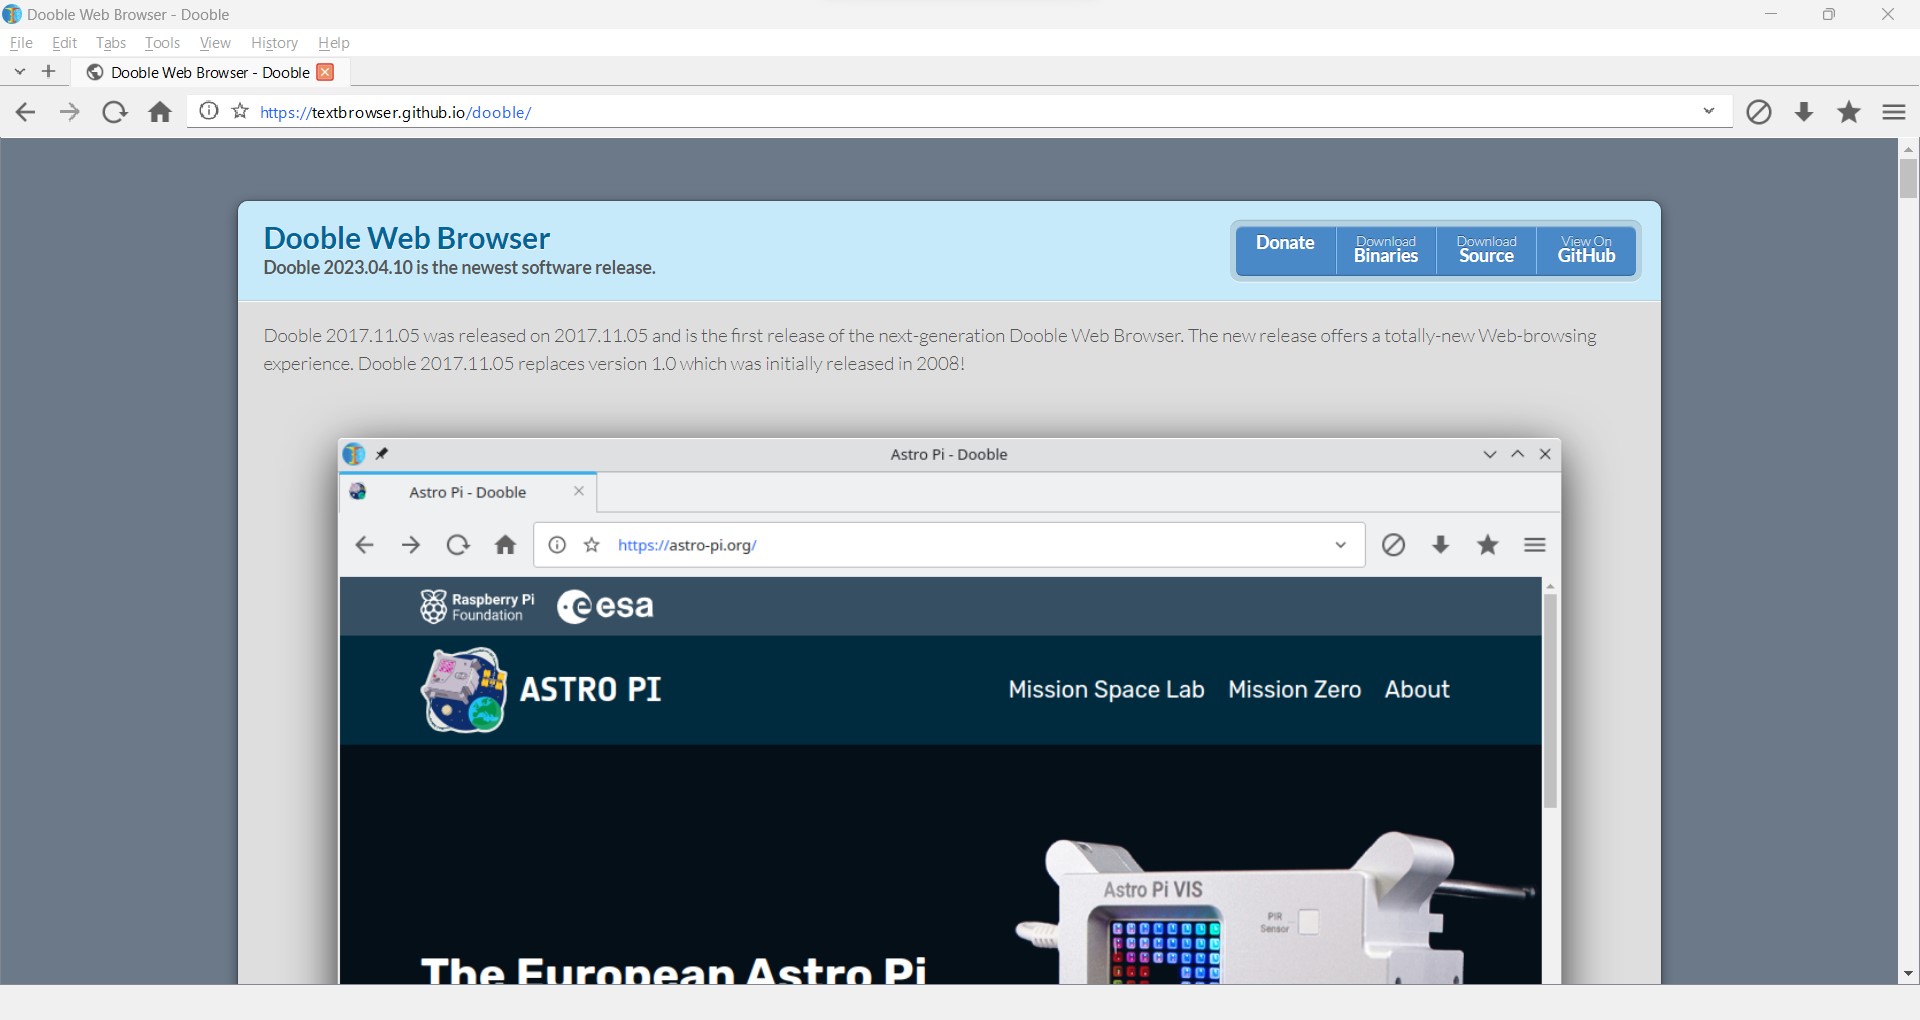 Dooble Web Browser - Dooble
File Edit Tabs Tools View History Help
Dooble Web Browser - Dooble
https://textbrowser.github.io/dooble/
Dooble Web Browser
Dooble 2023.04.10 is the newest software release.
Donate
Download
Binaries
Download
Source
View On
GitHub
Dooble 2017.11.05 was released on 2017.11.05 and is the first release of the next-generation Dooble Web Browser. The new release offers a totally-new Web-browsing
experience. Dooble 2017.11.05 replaces version 1.0 which was initially released in 2008!
Astro Pi - Dooble
Astro Pi - Dooble
https://astro-pi.org/
Raspberry Pi
Foundation
esa
ASTRO PI
Mission Space Lab Mission Zero About
Astro Pi VIS
PIR
Sensor
The European Astro Pi